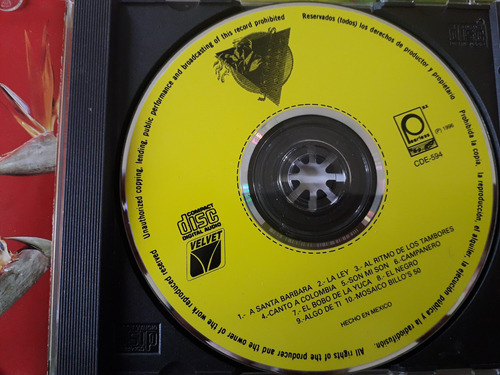 Unauthorized copying, lending, public performance and broadcasting of this record prohibited
Reservados (todos) los derechos de productor y propietario
Prohibida la copia, la reproducción, el alquiler, la ejecución pública y la radiodifusión.
All rights of the producer and the owner of the work reproduced reserved
Peerless
(P) 1996
CDE-594
COMPACT
disc
DIGITAL AUDIO
VELVET
1.- A SANTA BARBARA 2.- LA LEY 3.- AL RITMO DE LOS TAMBORES
4.-CANTO A COLOMBIA 5.-SON MI SON 6.-CAMPANERO
7.- EL BOBO DE LA YUCA 8.- EL NEGRO
9.-ALGO DE TI 10.-MOSAICO BILLO'S 50
HECHO EN MEXICO